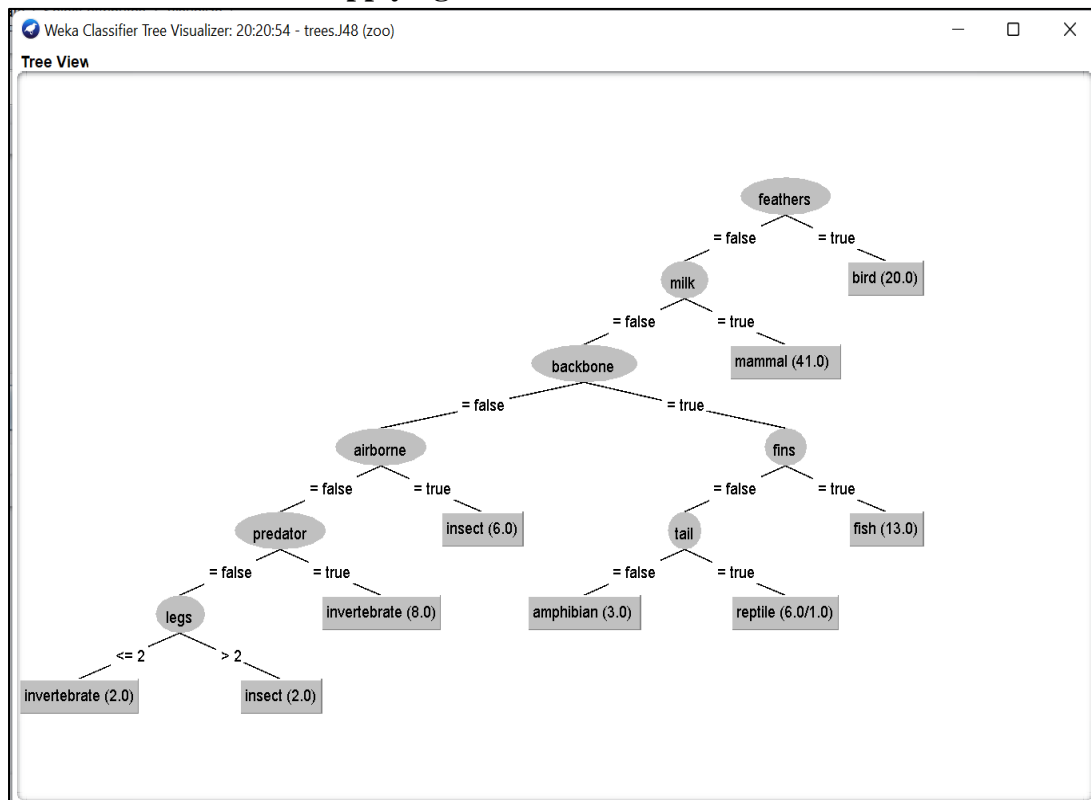 pplying
Weka Classifier Tree Visualizer: 20:20:54 - trees.J48 (zoo)
Tree View
feathers
= false = true
milk bird (20.0)
= false = true
backbone mammal (41.0)
= false = true
airborne fins
= false = true = false = true
predator insect (6.0) tail fish (13.0)
= false = true = false = true
legs invertebrate (8.0) amphibian (3.0) reptile (6.0/1.0)
<= 2 > 2
invertebrate (2.0) insect (2.0)